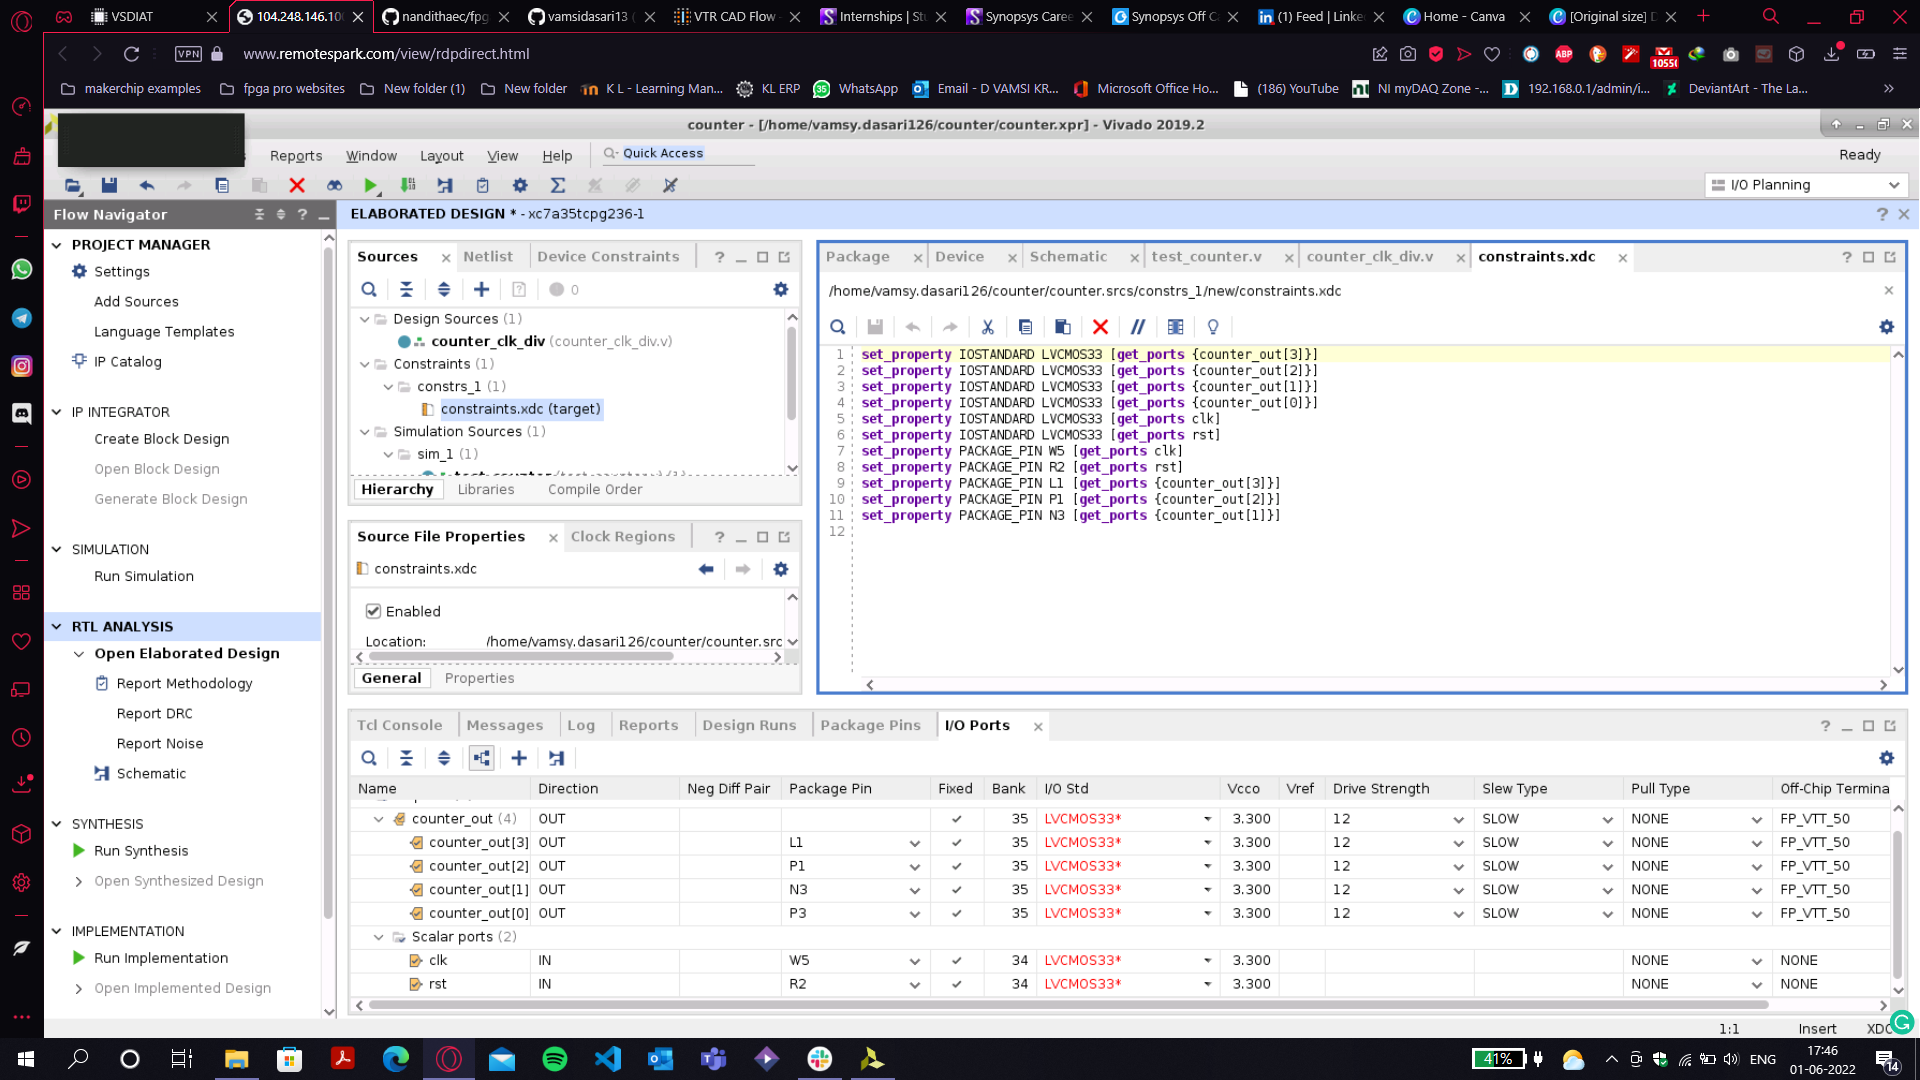 VSDIAT
104.248.146.10
nandithaec/fpg
vamsidasari13 (
VTR CAD Flow -
Internships | Stu
Synopsys Caree
Synopsys Off Ca
(1) Feed | Linke
Home - Canva
[Original size] D
VPN
www.remotespark.com/view/rdpdirect.html
ABP
1055
makerchip examples
fpga pro websites
New folder (1)
New folder
K L - Learning Man...
KL ERP
WhatsApp
Email - D VAMSI KR...
Microsoft Office Ho...
(186) YouTube
NI myDAQ Zone -...
192.168.0.1/admin/i...
DeviantArt - The La...
counter - [/home/vamsy.dasari126/counter/counter.xpr] - Vivado 2019.2
Reports Window Layout View Help Quick Access
Ready
I/O Planning
Flow Navigator
ELABORATED DESIGN * - xc7a35tcpg236-1
PROJECT MANAGER
Settings
Add Sources
Language Templates
IP Catalog
IP INTEGRATOR
Create Block Design
Open Block Design
Generate Block Design
SIMULATION
Run Simulation
RTL ANALYSIS
Open Elaborated Design
Report Methodology
Report DRC
Report Noise
Schematic
SYNTHESIS
Run Synthesis
Open Synthesized Design
IMPLEMENTATION
Run Implementation
Open Implemented Design
Sources Netlist Device Constraints
0
Design Sources (1)
counter_clk_div (counter_clk_div.v)
Constraints (1)
constrs_1 (1)
constraints.xdc (target)
Simulation Sources (1)
sim_1 (1)
Hierarchy Libraries Compile Order
Source File Properties Clock Regions
constraints.xdc
Enabled
Location: /home/vamsy.dasari126/counter/counter.src
General Properties
Package Device Schematic test_counter.v counter_clk_div.v constraints.xdc
/home/vamsy.dasari126/counter/counter.srcs/constrs_1/new/constraints.xdc
1 set_property IOSTANDARD LVCMOS33 [get_ports {counter_out[3]}]
2 set_property IOSTANDARD LVCMOS33 [get_ports {counter_out[2]}]
3 set_property IOSTANDARD LVCMOS33 [get_ports {counter_out[1]}]
4 set_property IOSTANDARD LVCMOS33 [get_ports {counter_out[0]}]
5 set_property IOSTANDARD LVCMOS33 [get_ports clk]
6 set_property IOSTANDARD LVCMOS33 [get_ports rst]
7 set_property PACKAGE_PIN W5 [get_ports clk]
8 set_property PACKAGE_PIN R2 [get_ports rst]
9 set_property PACKAGE_PIN L1 [get_ports {counter_out[3]}]
10 set_property PACKAGE_PIN P1 [get_ports {counter_out[2]}]
11 set_property PACKAGE_PIN N3 [get_ports {counter_out[1]}]
12
Tcl Console Messages Log Reports Design Runs Package Pins I/O Ports
Name Direction Neg Diff Pair Package Pin Fixed Bank I/O Std Vcco Vref Drive Strength Slew Type Pull Type Off-Chip Termina
counter_out (4) OUT 35 LVCMOS33* 3.300 12 SLOW NONE FP_VTT_50
counter_out[3] OUT L1 35 LVCMOS33* 3.300 12 SLOW NONE FP_VTT_50
counter_out[2] OUT P1 35 LVCMOS33* 3.300 12 SLOW NONE FP_VTT_50
counter_out[1] OUT N3 35 LVCMOS33* 3.300 12 SLOW NONE FP_VTT_50
counter_out[0] OUT P3 35 LVCMOS33* 3.300 12 SLOW NONE FP_VTT_50
Scalar ports (2)
clk IN W5 34 LVCMOS33* 3.300 NONE NONE
rst IN R2 34 LVCMOS33* 3.300 NONE NONE
1:1 Insert XDC
41%
ENG
17:46
01-06-2022
14